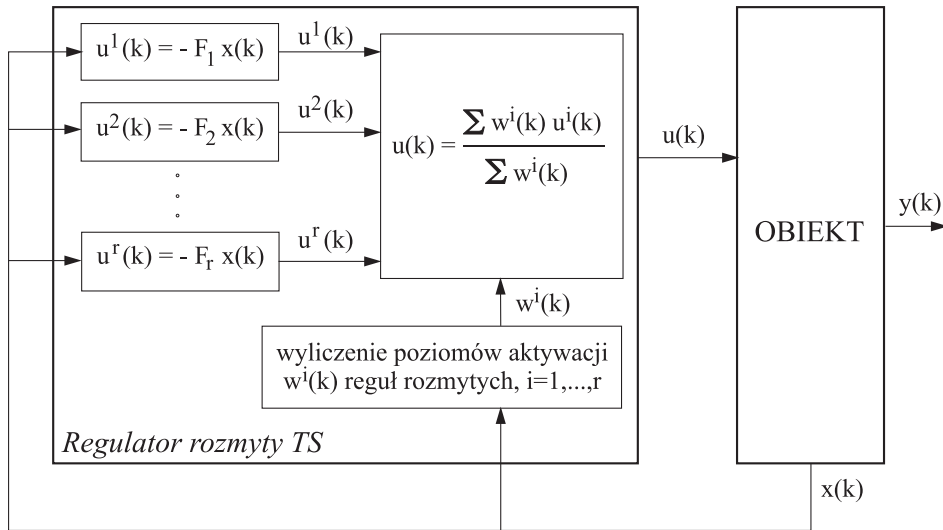 u¹(k) = - F₁ x(k)
u¹(k)
u²(k) = - F₂ x(k)
u²(k)
uʳ(k) = - Fᵣ x(k)
uʳ(k)
u(k) = Σ wⁱ(k) uⁱ(k) / Σ wⁱ(k)
u(k)
OBIEKT
y(k)
wⁱ(k)
wyliczenie poziomów aktywacji
wⁱ(k) reguł rozmytych, i=1,...,r
Regulator rozmyty TS
x(k)